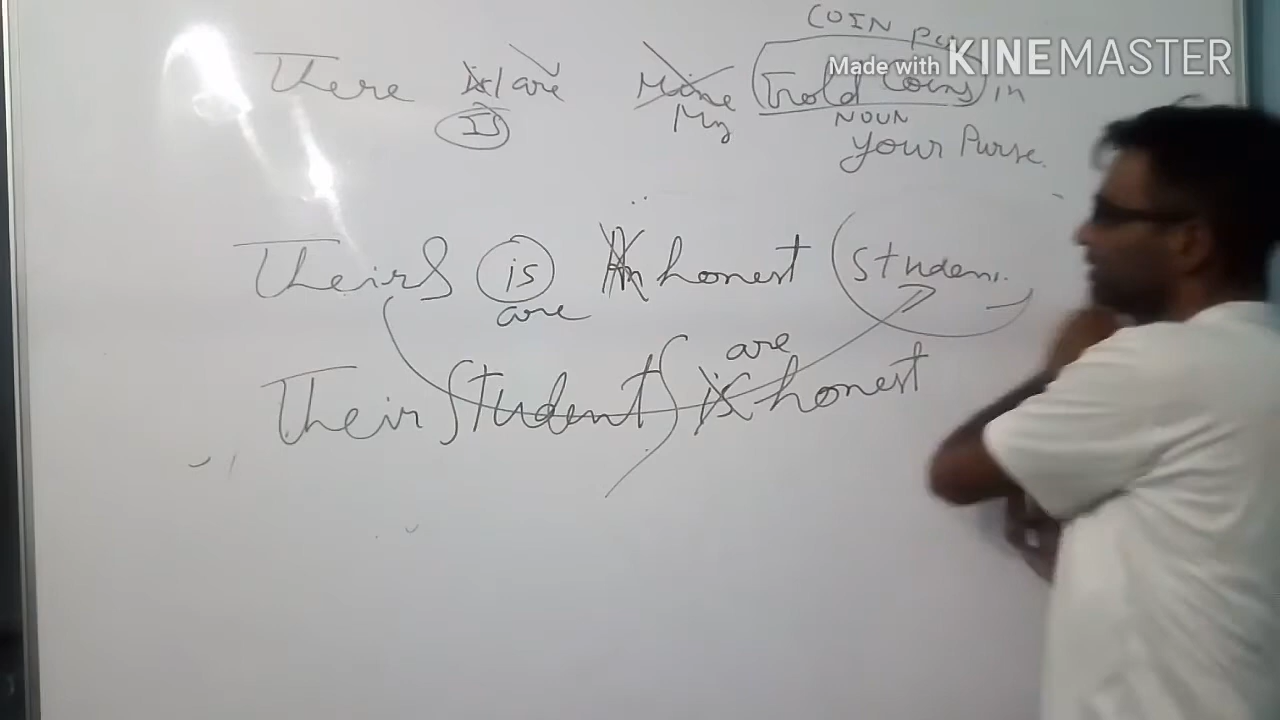 COIN
Made with KINEMASTER
There is/are Mine Gold Coins in
Is My NOUN
your Purse.
Theirs is An honest Student
are
are
Their Students is honest